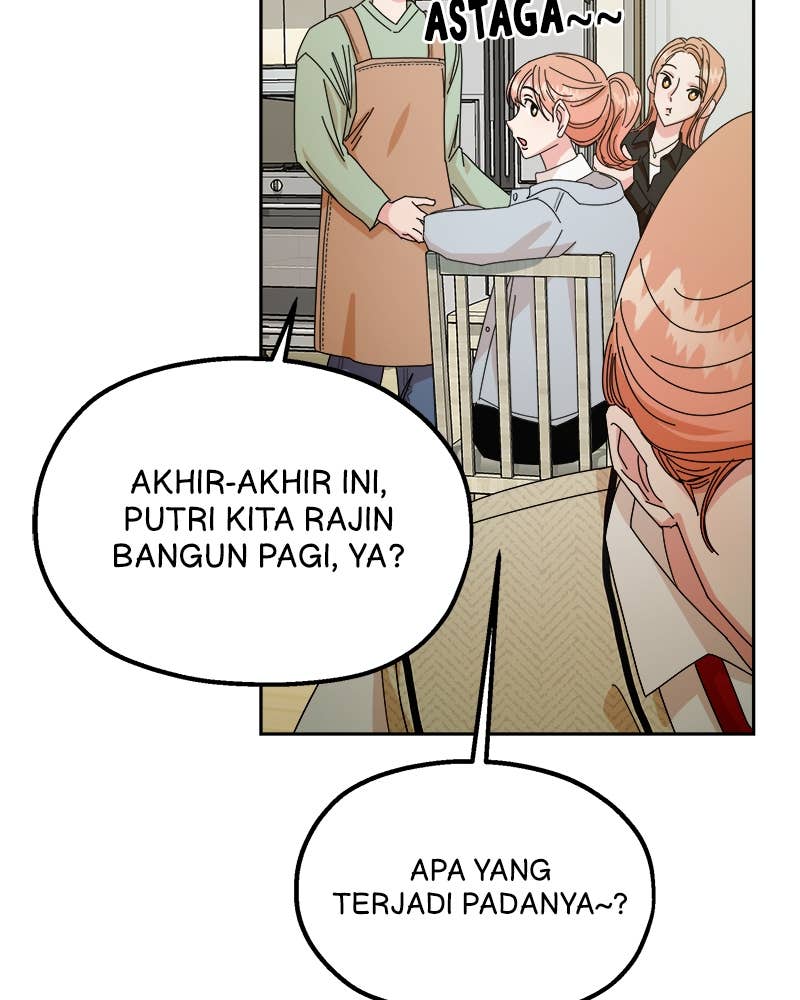 ASTAGA~~
AKHIR-AKHIR INI,
PUTRI KITA RAJIN
BANGUN PAGI, YA?
APA YANG
TERJADI PADANYA~?